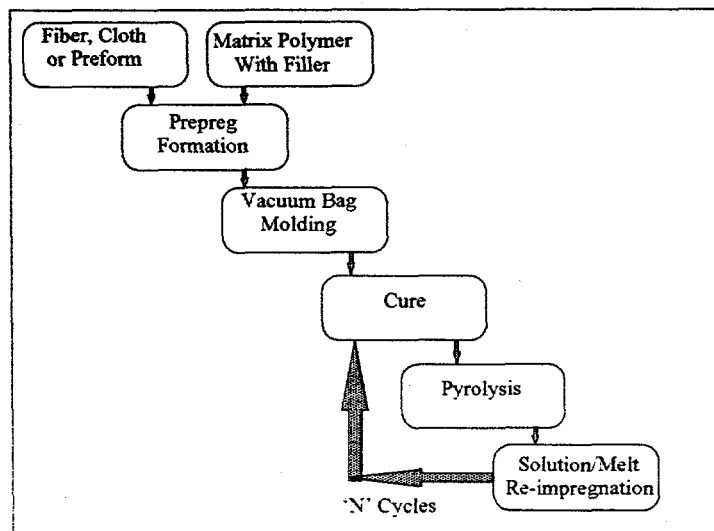 Fiber, Cloth
or Preform
Matrix Polymer
With Filler
Prepreg
Formation
Vacuum Bag
Molding
Cure
Pyrolysis
Solution/Melt
Re-impregnation
'N' Cycles